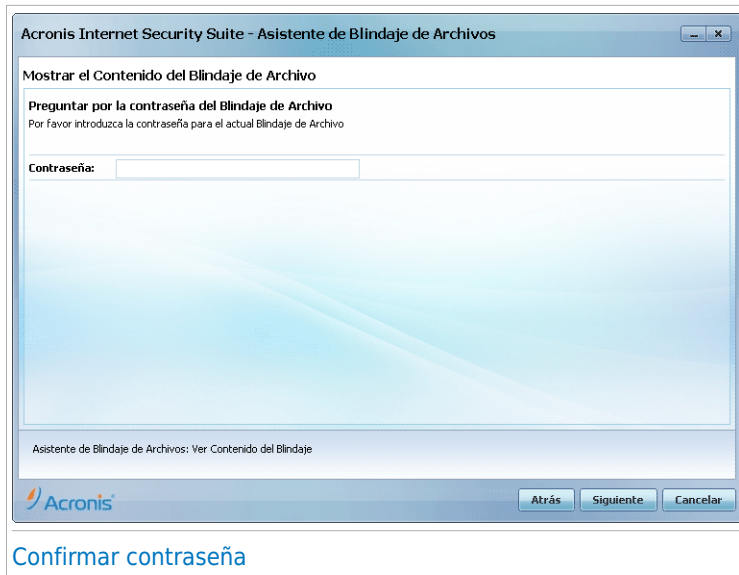 Acronis Internet Security Suite - Asistente de Blindaje de Archivos
Mostrar el Contenido del Blindaje de Archivo
Preguntar por la contraseña del Blindaje de Archivo
Por favor introduzca la contraseña para el actual Blindaje de Archivo
Contraseña:
Asistente de Blindaje de Archivos: Ver Contenido del Blindaje
Acronis
Atrás Siguiente Cancelar
Confirmar contraseña